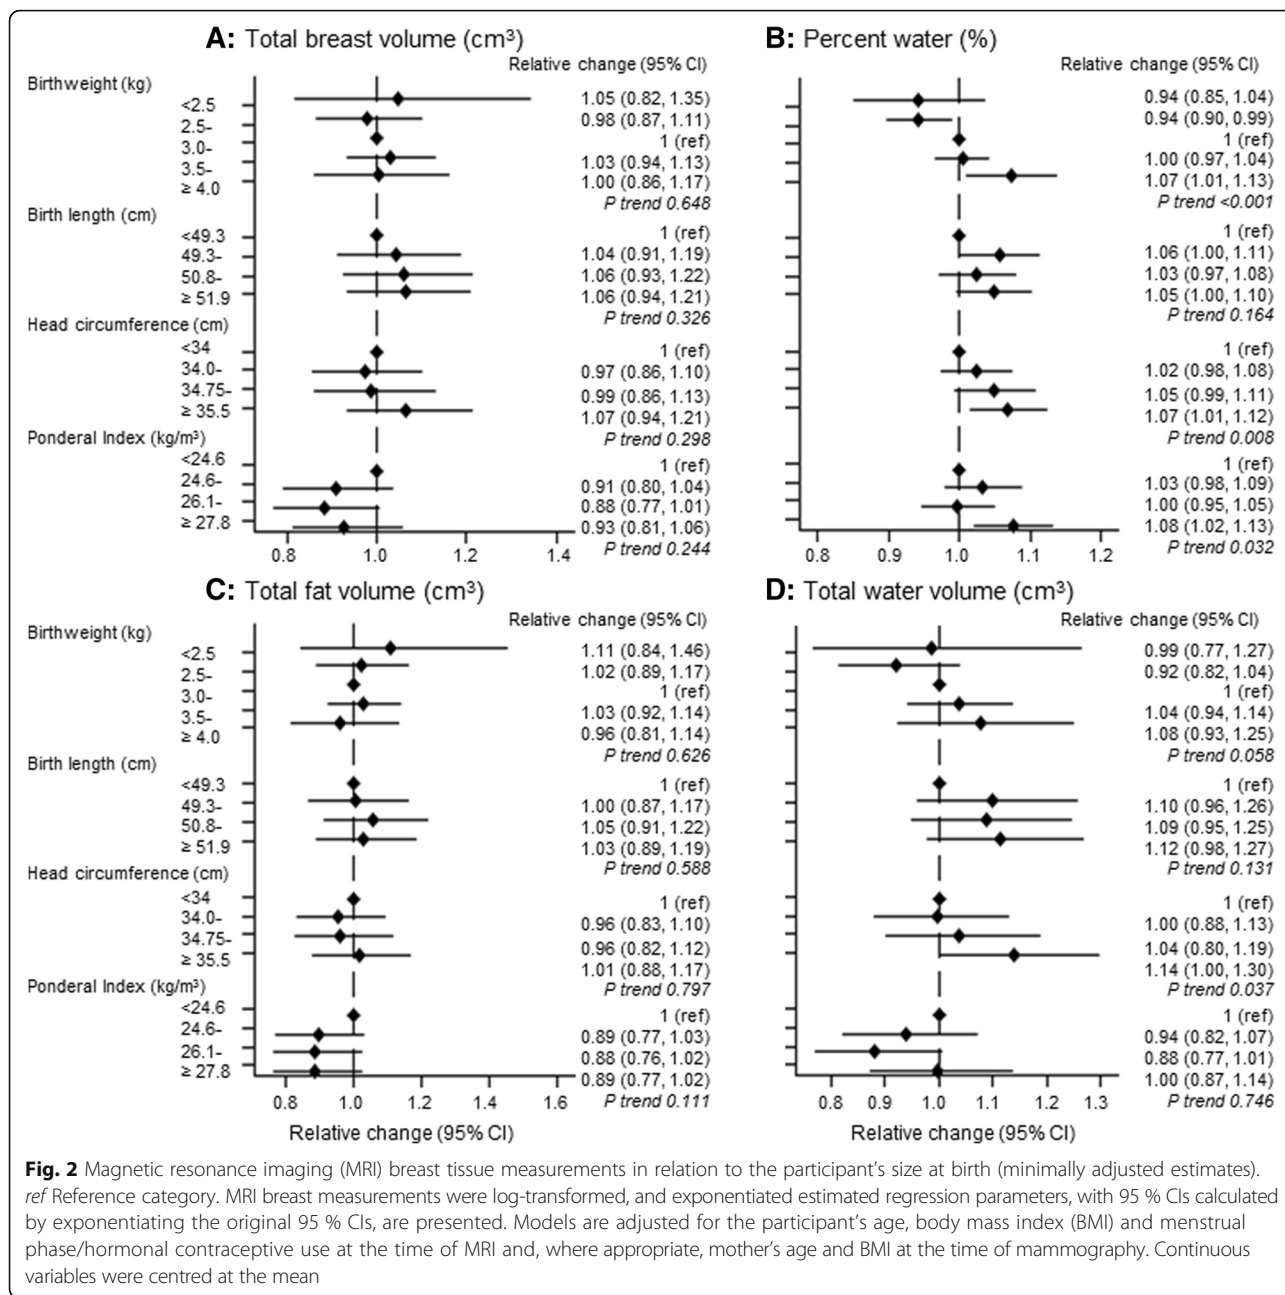 A: Total breast volume (cm³)
Relative change (95% CI)
Birthweight (kg)
<2.5 1.05 (0.82, 1.35)
2.5- 0.98 (0.87, 1.11)
3.0- 1 (ref)
3.5- 1.03 (0.94, 1.13)
≥ 4.0 1.00 (0.86, 1.17)
P trend 0.648
Birth length (cm)
<49.3 1 (ref)
49.3- 1.04 (0.91, 1.19)
50.8- 1.06 (0.93, 1.22)
≥ 51.9 1.06 (0.94, 1.21)
P trend 0.326
Head circumference (cm)
<34 1 (ref)
34.0- 0.97 (0.86, 1.10)
34.75- 0.99 (0.86, 1.13)
≥ 35.5 1.07 (0.94, 1.21)
P trend 0.298
Ponderal Index (kg/m³)
<24.6 1 (ref)
24.6- 0.91 (0.80, 1.04)
26.1- 0.88 (0.77, 1.01)
≥ 27.8 0.93 (0.81, 1.06)
P trend 0.244
0.8 1.0 1.2 1.4
B: Percent water (%)
Relative change (95% CI)
0.94 (0.85, 1.04)
0.94 (0.90, 0.99)
1 (ref)
1.00 (0.97, 1.04)
1.07 (1.01, 1.13)
P trend <0.001
1 (ref)
1.06 (1.00, 1.11)
1.03 (0.97, 1.08)
1.05 (1.00, 1.10)
P trend 0.164
1 (ref)
1.02 (0.98, 1.08)
1.05 (0.99, 1.11)
1.07 (1.01, 1.12)
P trend 0.008
1 (ref)
1.03 (0.98, 1.09)
1.00 (0.95, 1.05)
1.08 (1.02, 1.13)
P trend 0.032
0.8 0.9 1.0 1.1 1.2
C: Total fat volume (cm³)
Relative change (95% CI)
Birthweight (kg)
<2.5 1.11 (0.84, 1.46)
2.5- 1.02 (0.89, 1.17)
3.0- 1 (ref)
3.5- 1.03 (0.92, 1.14)
≥ 4.0 0.96 (0.81, 1.14)
P trend 0.626
Birth length (cm)
<49.3 1 (ref)
49.3- 1.00 (0.87, 1.17)
50.8- 1.05 (0.91, 1.22)
≥ 51.9 1.03 (0.89, 1.19)
P trend 0.588
Head circumference (cm)
<34 1 (ref)
34.0- 0.96 (0.83, 1.10)
34.75- 0.96 (0.82, 1.12)
≥ 35.5 1.01 (0.88, 1.17)
P trend 0.797
Ponderal Index (kg/m³)
<24.6 1 (ref)
24.6- 0.89 (0.77, 1.03)
26.1- 0.88 (0.76, 1.02)
≥ 27.8 0.89 (0.77, 1.02)
P trend 0.111
0.8 1.0 1.2 1.4 1.6
Relative change (95% CI)
D: Total water volume (cm³)
Relative change (95% CI)
0.99 (0.77, 1.27)
0.92 (0.82, 1.04)
1 (ref)
1.04 (0.94, 1.14)
1.08 (0.93, 1.25)
P trend 0.058
1 (ref)
1.10 (0.96, 1.26)
1.09 (0.95, 1.25)
1.12 (0.98, 1.27)
P trend 0.131
1 (ref)
1.00 (0.88, 1.13)
1.04 (0.80, 1.19)
1.14 (1.00, 1.30)
P trend 0.037
1 (ref)
0.94 (0.82, 1.07)
0.88 (0.77, 1.01)
1.00 (0.87, 1.14)
P trend 0.746
0.8 0.9 1.0 1.1 1.2 1.3
Relative change (95% CI)
Fig. 2 Magnetic resonance imaging (MRI) breast tissue measurements in relation to the participant's size at birth (minimally adjusted estimates).
ref Reference category. MRI breast measurements were log-transformed, and exponentiated estimated regression parameters, with 95 % CIs calculated
by exponentiating the original 95 % CIs, are presented. Models are adjusted for the participant's age, body mass index (BMI) and menstrual
phase/hormonal contraceptive use at the time of MRI and, where appropriate, mother's age and BMI at the time of mammography. Continuous
variables were centred at the mean